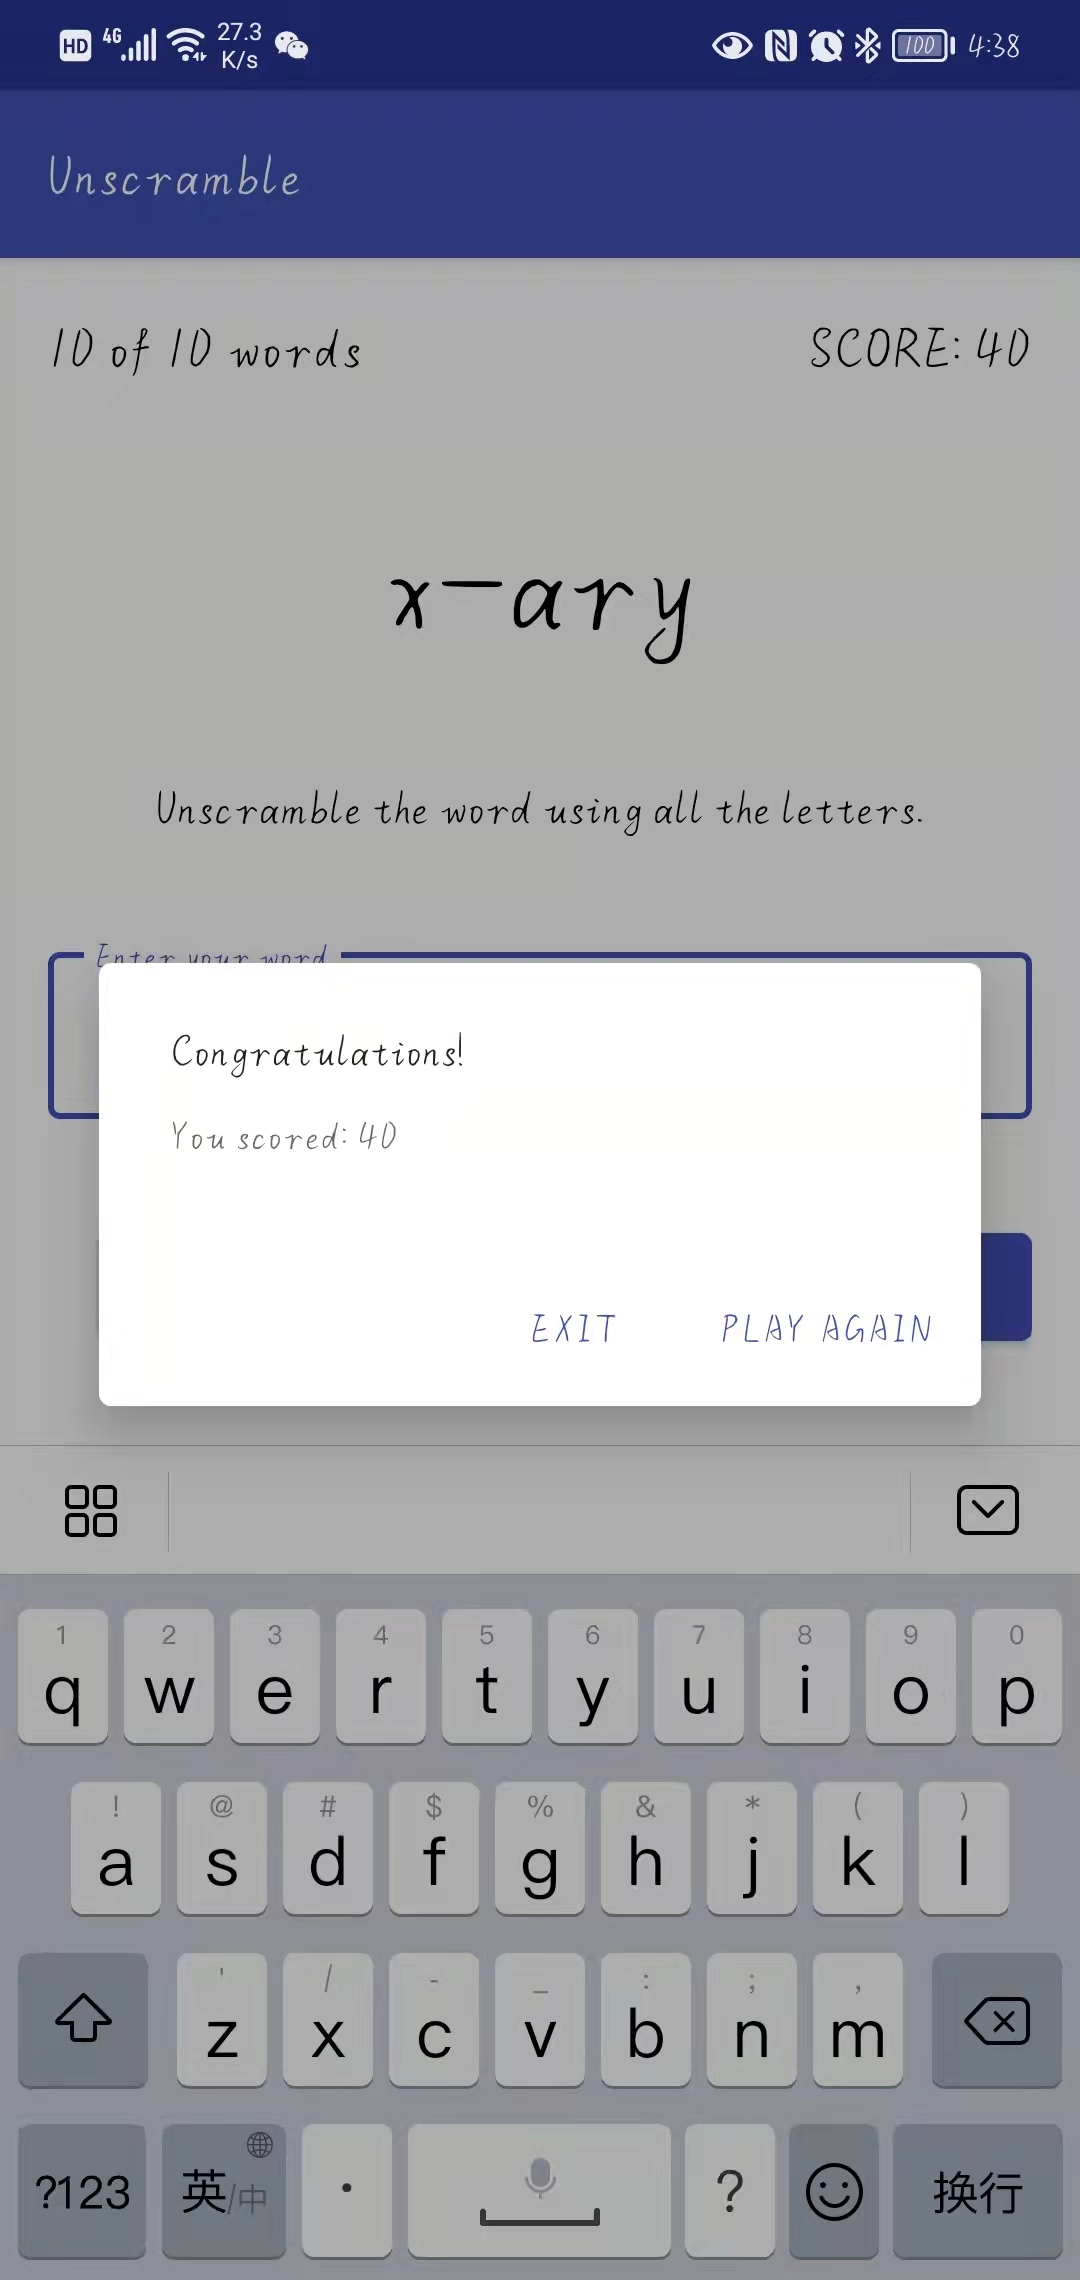 HD 4G 27.3 K/s 100 4:38
Unscramble
10 of 10 words SCORE: 40
x-ary
Unscramble the word using all the letters.
Enter your word
Congratulations!
You scored: 40
EXIT PLAY AGAIN
1 2 3 4 5 6 7 8 9 0
q w e r t y u i o p
! @ # $ % & * ( )
a s d f g h j k l
' / - _ : ; ,
z x c v b n m
?123 英/中 . ? 换行